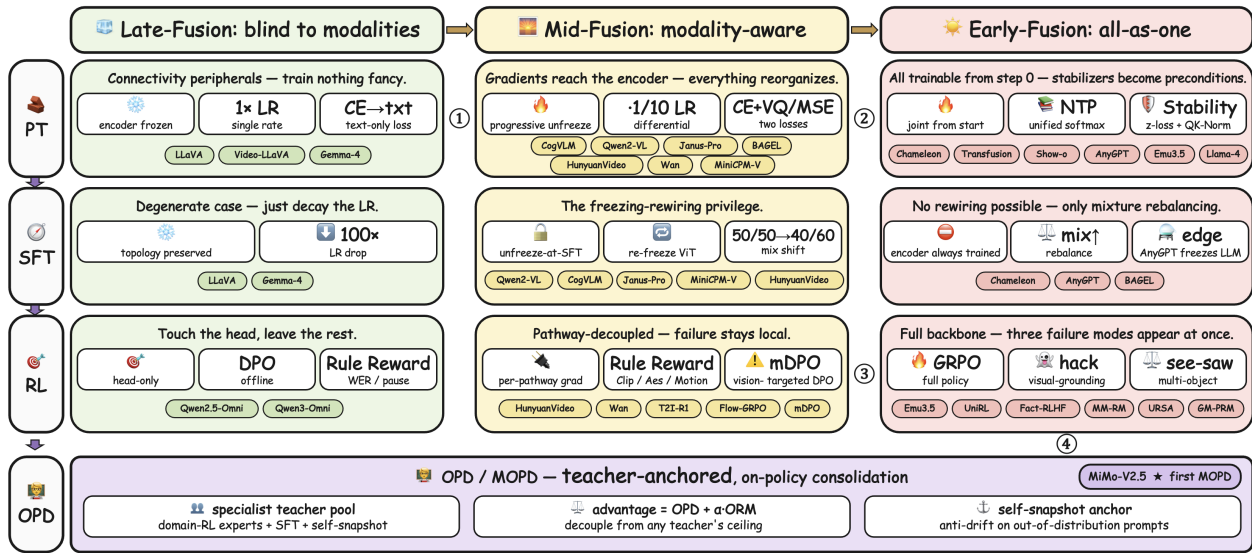 Late-Fusion: blind to modalities
Mid-Fusion: modality-aware
Early-Fusion: all-as-one
PT
Connectivity peripherals — train nothing fancy.
encoder frozen
1× LR
single rate
CE→txt
text-only loss
LLaVA
Video-LLaVA
Gemma-4
①
Gradients reach the encoder — everything reorganizes.
progressive unfreeze
·1/10 LR
differential
CE+VQ/MSE
two losses
CogVLM
Qwen2-VL
Janus-Pro
BAGEL
HunyuanVideo
Wan
MiniCPM-V
②
All trainable from step 0 — stabilizers become preconditions.
joint from start
NTP
unified softmax
Stability
z-loss + QK-Norm
Chameleon
Transfusion
Show-o
AnyGPT
Emu3.5
Llama-4
SFT
Degenerate case — just decay the LR.
topology preserved
100×
LR drop
LLaVA
Gemma-4
The freezing-rewiring privilege.
unfreeze-at-SFT
re-freeze ViT
50/50→40/60
mix shift
Qwen2-VL
CogVLM
Janus-Pro
MiniCPM-V
HunyuanVideo
No rewiring possible — only mixture rebalancing.
encoder always trained
mix↑
rebalance
edge
AnyGPT freezes LLM
Chameleon
AnyGPT
BAGEL
RL
Touch the head, leave the rest.
head-only
DPO
offline
Rule Reward
WER / pause
Qwen2.5-Omni
Qwen3-Omni
Pathway-decoupled — failure stays local.
per-pathway grad
Rule Reward
Clip / Aes / Motion
mDPO
vision- targeted DPO
HunyuanVideo
Wan
T2I-R1
Flow-GRPO
mDPO
③
Full backbone — three failure modes appear at once.
GRPO
full policy
hack
visual-grounding
see-saw
multi-object
Emu3.5
UniRL
Fact-RLHF
MM-RM
URSA
GM-PRM
④
OPD
OPD / MOPD — teacher-anchored, on-policy consolidation
MiMo-V2.5 ★ first MOPD
specialist teacher pool
domain-RL experts + SFT + self-snapshot
advantage = OPD + α·ORM
decouple from any teacher's ceiling
self-snapshot anchor
anti-drift on out-of-distribution prompts